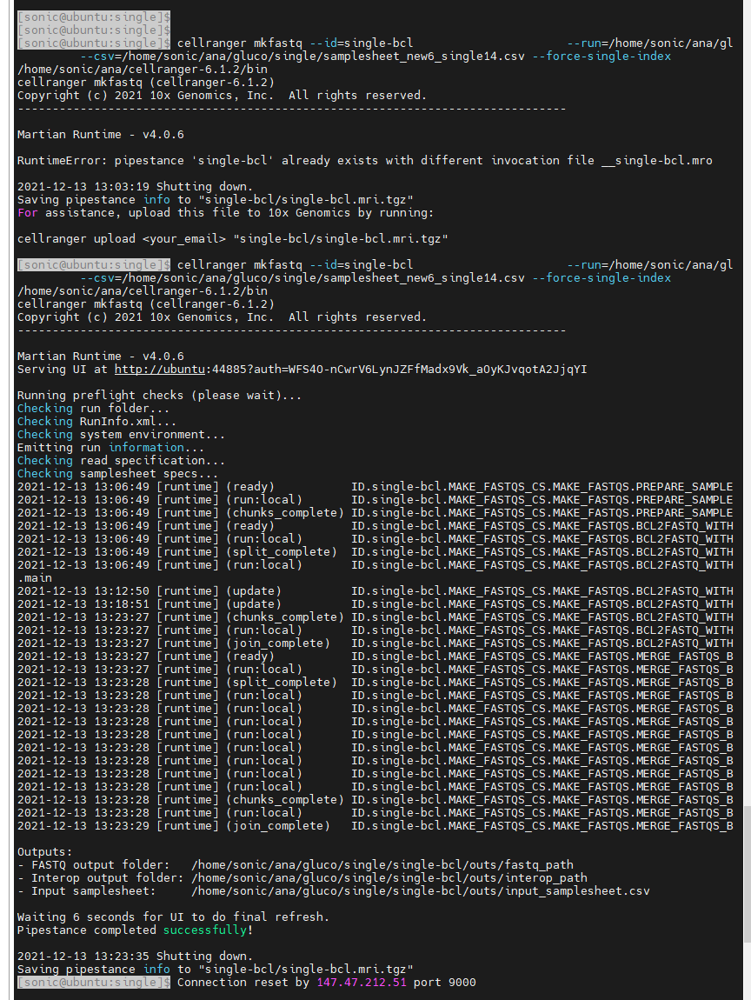 [sonic@ubuntu:single]$
[sonic@ubuntu:single]$
[sonic@ubuntu:single]$ cellranger mkfastq --id=single-bcl                      --run=/home/sonic/ana/gl
         --csv=/home/sonic/ana/gluco/single/samplesheet_new6_single14.csv --force-single-index
/home/sonic/ana/cellranger-6.1.2/bin
cellranger mkfastq (cellranger-6.1.2)
Copyright (c) 2021 10x Genomics, Inc.  All rights reserved.
-------------------------------------------------------------------------------
Martian Runtime - v4.0.6
RuntimeError: pipestance 'single-bcl' already exists with different invocation file __single-bcl.mro
2021-12-13 13:03:19 Shutting down.
Saving pipestance info to "single-bcl/single-bcl.mri.tgz"
For assistance, upload this file to 10x Genomics by running:
cellranger upload <your_email> "single-bcl/single-bcl.mri.tgz"
[sonic@ubuntu:single]$ cellranger mkfastq --id=single-bcl                      --run=/home/sonic/ana/gl
         --csv=/home/sonic/ana/gluco/single/samplesheet_new6_single14.csv --force-single-index
/home/sonic/ana/cellranger-6.1.2/bin
cellranger mkfastq (cellranger-6.1.2)
Copyright (c) 2021 10x Genomics, Inc.  All rights reserved.
-------------------------------------------------------------------------------
Martian Runtime - v4.0.6
Serving UI at http://ubuntu:44885?auth=WFS4O-nCwrV6LynJZFfMadx9Vk_aOyKJvqotA2JjqYI
Running preflight checks (please wait)...
Checking run folder...
Checking RunInfo.xml...
Checking system environment...
Emitting run information...
Checking read specification...
Checking samplesheet specs...
2021-12-13 13:06:49 [runtime] (ready)           ID.single-bcl.MAKE_FASTQS_CS.MAKE_FASTQS.PREPARE_SAMPLE
2021-12-13 13:06:49 [runtime] (run:local)       ID.single-bcl.MAKE_FASTQS_CS.MAKE_FASTQS.PREPARE_SAMPLE
2021-12-13 13:06:49 [runtime] (chunks_complete) ID.single-bcl.MAKE_FASTQS_CS.MAKE_FASTQS.PREPARE_SAMPLE
2021-12-13 13:06:49 [runtime] (ready)           ID.single-bcl.MAKE_FASTQS_CS.MAKE_FASTQS.BCL2FASTQ_WITH
2021-12-13 13:06:49 [runtime] (run:local)       ID.single-bcl.MAKE_FASTQS_CS.MAKE_FASTQS.BCL2FASTQ_WITH
2021-12-13 13:06:49 [runtime] (split_complete)  ID.single-bcl.MAKE_FASTQS_CS.MAKE_FASTQS.BCL2FASTQ_WITH
2021-12-13 13:06:49 [runtime] (run:local)       ID.single-bcl.MAKE_FASTQS_CS.MAKE_FASTQS.BCL2FASTQ_WITH
.main
2021-12-13 13:12:50 [runtime] (update)          ID.single-bcl.MAKE_FASTQS_CS.MAKE_FASTQS.BCL2FASTQ_WITH
2021-12-13 13:18:51 [runtime] (update)          ID.single-bcl.MAKE_FASTQS_CS.MAKE_FASTQS.BCL2FASTQ_WITH
2021-12-13 13:23:27 [runtime] (chunks_complete) ID.single-bcl.MAKE_FASTQS_CS.MAKE_FASTQS.BCL2FASTQ_WITH
2021-12-13 13:23:27 [runtime] (run:local)       ID.single-bcl.MAKE_FASTQS_CS.MAKE_FASTQS.BCL2FASTQ_WITH
2021-12-13 13:23:27 [runtime] (join_complete)   ID.single-bcl.MAKE_FASTQS_CS.MAKE_FASTQS.BCL2FASTQ_WITH
2021-12-13 13:23:27 [runtime] (ready)           ID.single-bcl.MAKE_FASTQS_CS.MAKE_FASTQS.MERGE_FASTQS_B
2021-12-13 13:23:27 [runtime] (run:local)       ID.single-bcl.MAKE_FASTQS_CS.MAKE_FASTQS.MERGE_FASTQS_B
2021-12-13 13:23:28 [runtime] (split_complete)  ID.single-bcl.MAKE_FASTQS_CS.MAKE_FASTQS.MERGE_FASTQS_B
2021-12-13 13:23:28 [runtime] (run:local)       ID.single-bcl.MAKE_FASTQS_CS.MAKE_FASTQS.MERGE_FASTQS_B
2021-12-13 13:23:28 [runtime] (run:local)       ID.single-bcl.MAKE_FASTQS_CS.MAKE_FASTQS.MERGE_FASTQS_B
2021-12-13 13:23:28 [runtime] (run:local)       ID.single-bcl.MAKE_FASTQS_CS.MAKE_FASTQS.MERGE_FASTQS_B
2021-12-13 13:23:28 [runtime] (run:local)       ID.single-bcl.MAKE_FASTQS_CS.MAKE_FASTQS.MERGE_FASTQS_B
2021-12-13 13:23:28 [runtime] (run:local)       ID.single-bcl.MAKE_FASTQS_CS.MAKE_FASTQS.MERGE_FASTQS_B
2021-12-13 13:23:28 [runtime] (run:local)       ID.single-bcl.MAKE_FASTQS_CS.MAKE_FASTQS.MERGE_FASTQS_B
2021-12-13 13:23:28 [runtime] (run:local)       ID.single-bcl.MAKE_FASTQS_CS.MAKE_FASTQS.MERGE_FASTQS_B
2021-12-13 13:23:28 [runtime] (run:local)       ID.single-bcl.MAKE_FASTQS_CS.MAKE_FASTQS.MERGE_FASTQS_B
2021-12-13 13:23:28 [runtime] (chunks_complete) ID.single-bcl.MAKE_FASTQS_CS.MAKE_FASTQS.MERGE_FASTQS_B
2021-12-13 13:23:28 [runtime] (run:local)       ID.single-bcl.MAKE_FASTQS_CS.MAKE_FASTQS.MERGE_FASTQS_B
2021-12-13 13:23:29 [runtime] (join_complete)   ID.single-bcl.MAKE_FASTQS_CS.MAKE_FASTQS.MERGE_FASTQS_B
Outputs:
- FASTQ output folder:   /home/sonic/ana/gluco/single/single-bcl/outs/fastq_path
- Interop output folder: /home/sonic/ana/gluco/single/single-bcl/outs/interop_path
- Input samplesheet:     /home/sonic/ana/gluco/single/single-bcl/outs/input_samplesheet.csv
Waiting 6 seconds for UI to do final refresh.
Pipestance completed successfully!
2021-12-13 13:23:35 Shutting down.
Saving pipestance info to "single-bcl/single-bcl.mri.tgz"
[sonic@ubuntu:single]$ Connection reset by 147.47.212.51 port 9000